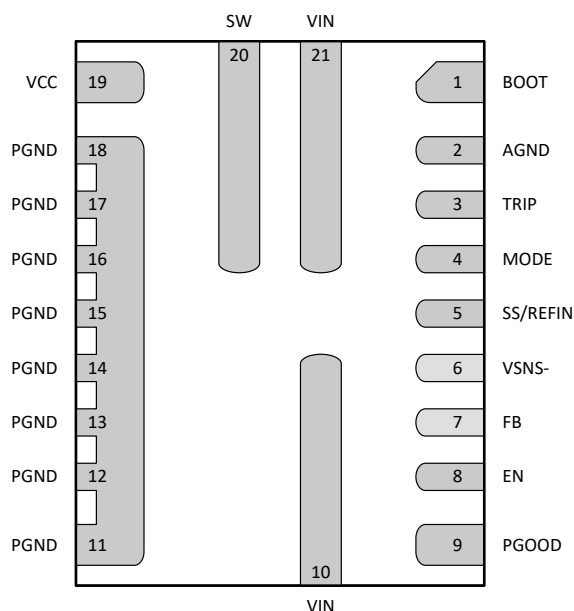 SW VIN
20 21
VCC 19 1 BOOT
PGND 18 2 AGND
PGND 17 3 TRIP
PGND 16 4 MODE
PGND 15 5 SS/REFIN
PGND 14 6 VSNS-
PGND 13 7 FB
PGND 12 8 EN
PGND 11 9 PGOOD
10
VIN